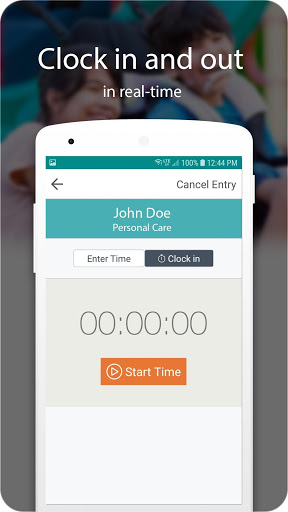 Clock in and out
in real-time
100% 12:44 PM
Cancel Entry
John Doe
Personal Care
Enter Time
Clock in
00:00:00
Start Time